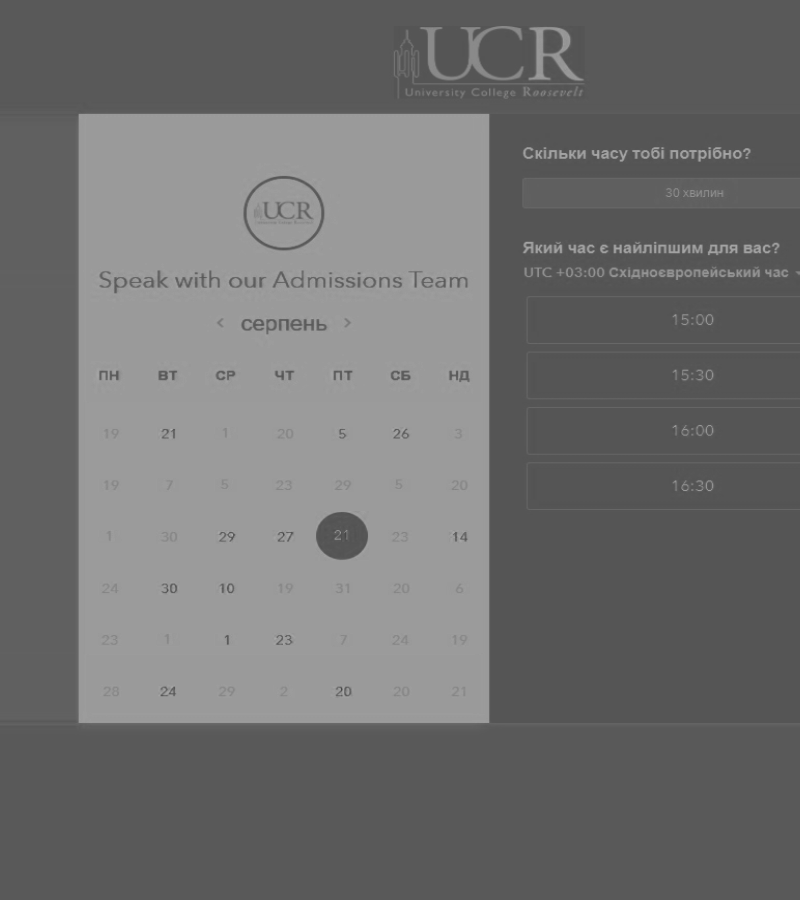 UCR
University College Roosevelt
UCR
Speak with our Admissions Team
< серпень >
ПН ВТ СР ЧТ ПТ СБ НД
19 21 1 20 5 26 3
19 7 5 23 29 5 20
1 30 29 27 21 23 14
24 30 10 19 31 20 6
23 1 1 23 7 24 19
28 24 29 2 20 20 21
Скільки часу тобі потрібно?
30 хвилин
Який час є найліпшим для вас?
UTC +03:00 Східноєвропейський час
15:00
15:30
16:00
16:30